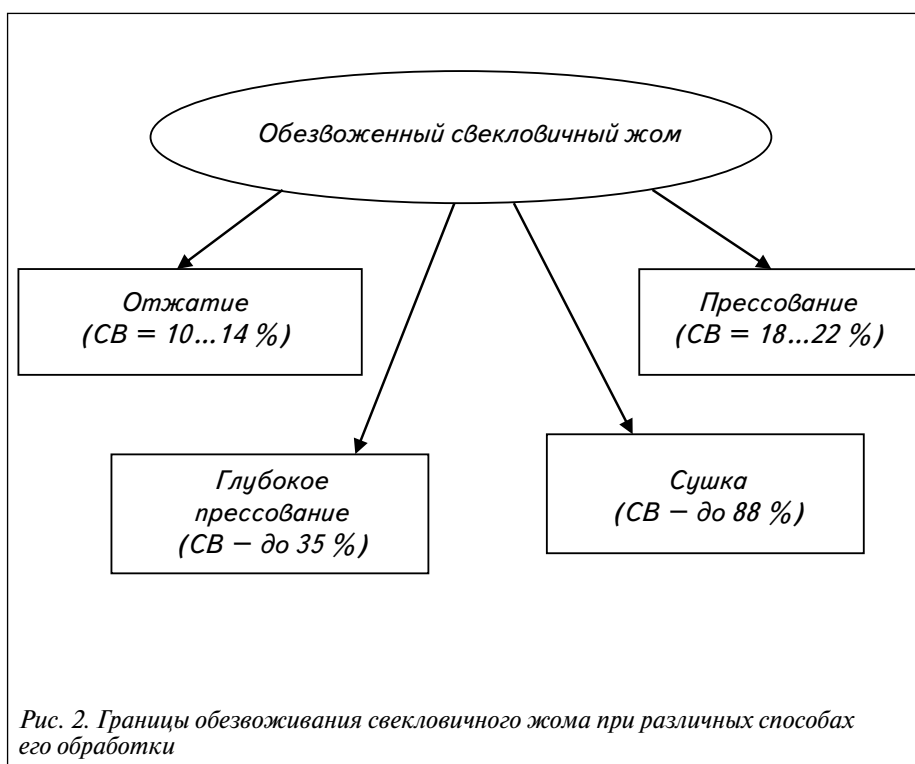 Обезвоженный свекловичный жом
Отжатие
(СВ = 10...14 %)
Прессование
(СВ = 18...22 %)
Глубокое
прессование
(СВ – до 35 %)
Сушка
(СВ – до 88 %)
Рис. 2. Границы обезвоживания свекловичного жома при различных способах
его обработки